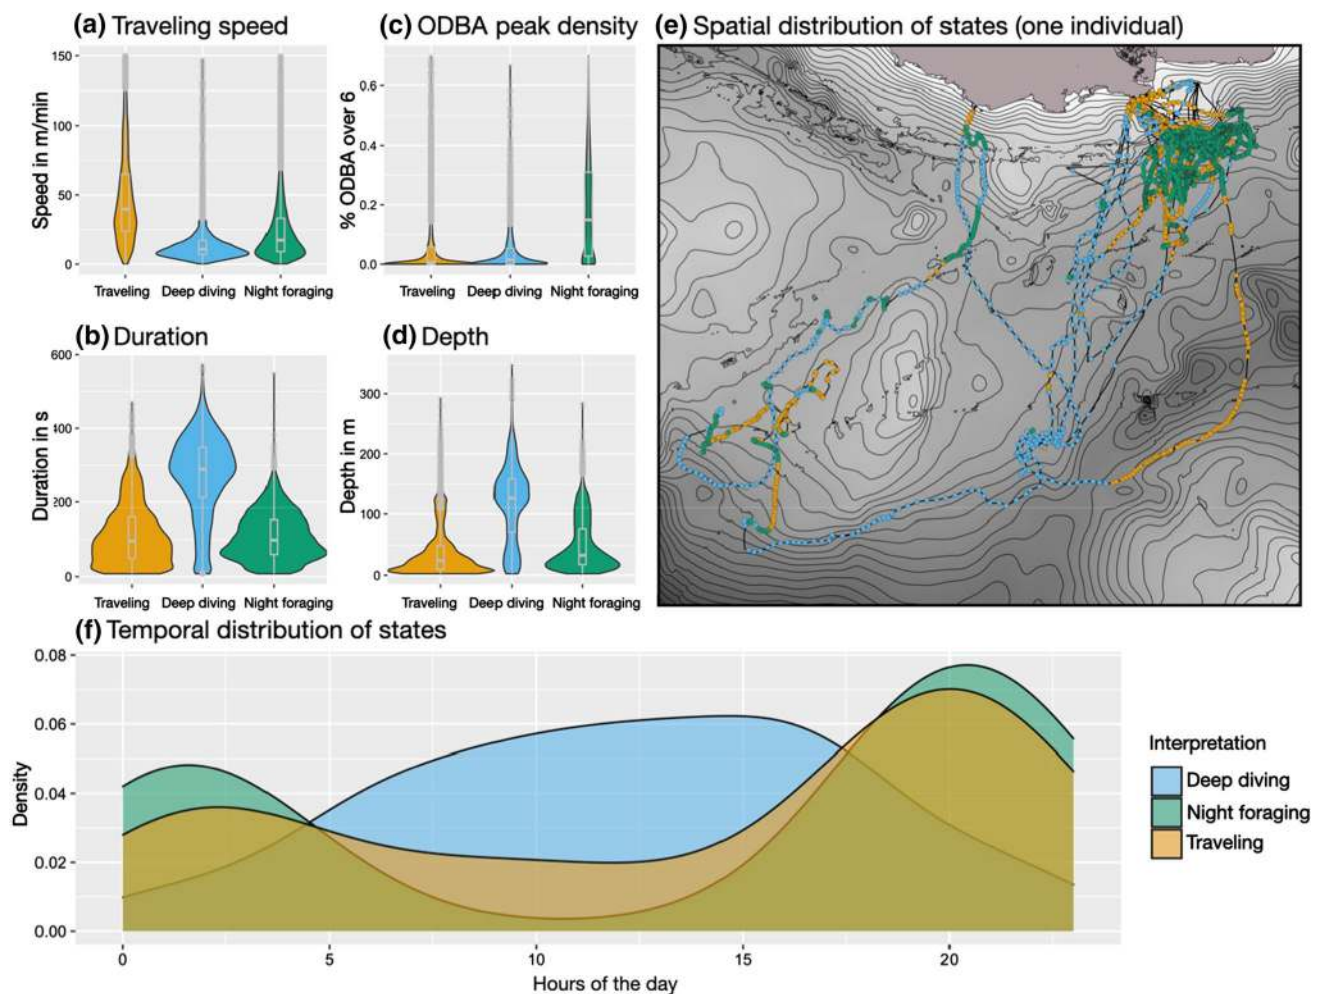 (a) Traveling speed
150
100
50
0
Speed in m/min
Traveling Deep diving Night foraging
(c) ODBA peak density
0.6
0.4
0.2
0.0
% ODBA over 6
Traveling Deep diving Night foraging
(e) Spatial distribution of states (one individual)
(b) Duration
600
400
200
0
Duration in s
Traveling Deep diving Night foraging
(d) Depth
300
200
100
0
Depth in m
Traveling Deep diving Night foraging
(f) Temporal distribution of states
0.08
0.06
0.04
0.02
0.00
Density
0 5 10 15 20
Hours of the day
Interpretation
Deep diving
Night foraging
Traveling